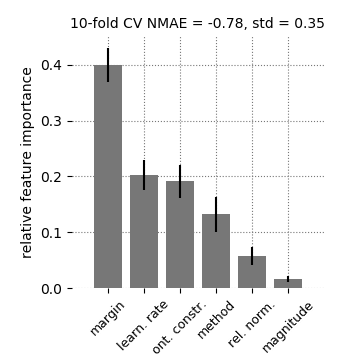 10-fold CV NMAE = -0.78, std = 0.35
relative feature importance
0.4
0.3
0.2
0.1
0.0
margin
learn. rate
ont. constr.
method
rel. norm.
magnitude